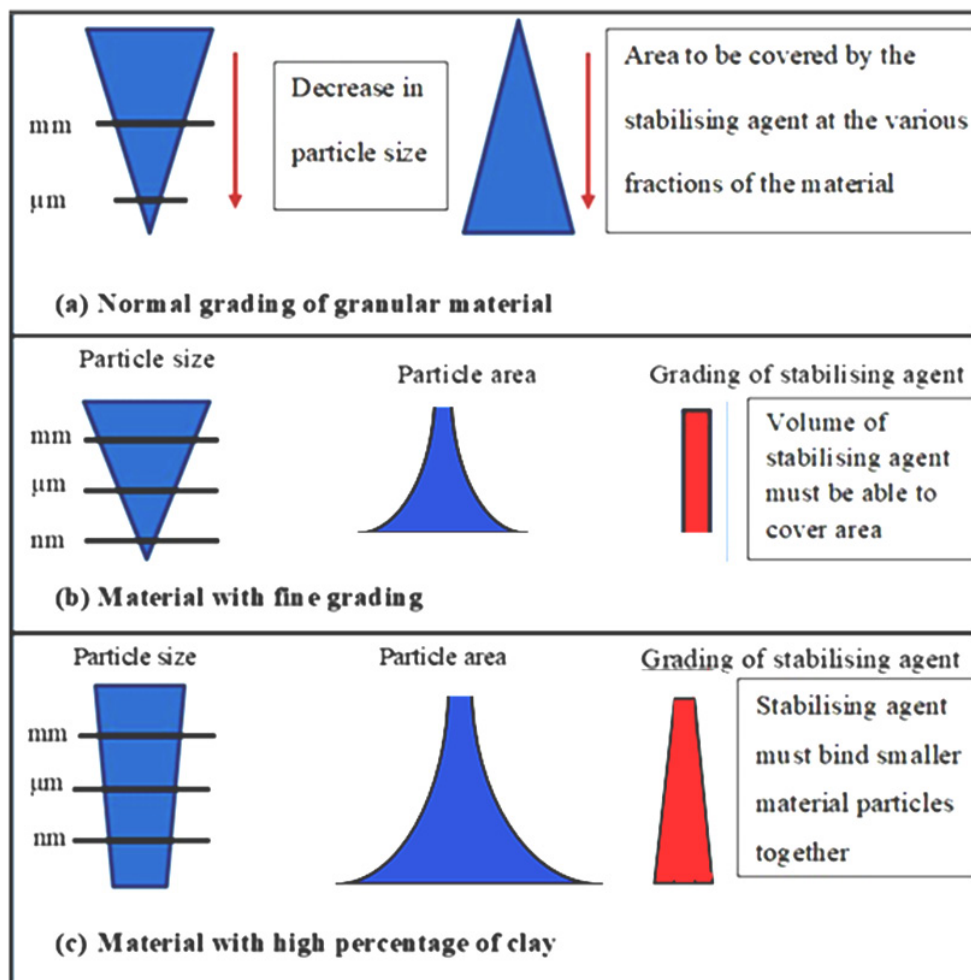 mm
μm
Decrease in
particle size
Area to be covered by the
stabilising agent at the various
fractions of the material
(a) Normal grading of granular material
Particle size
Particle area
Grading of stabilising agent
mm
μm
nm
Volume of
stabilising agent
must be able to
cover area
(b) Material with fine grading
Particle size
Particle area
Grading of stabilising agent
mm
μm
nm
Stabilising agent
must bind smaller
material particles
together
(c) Material with high percentage of clay